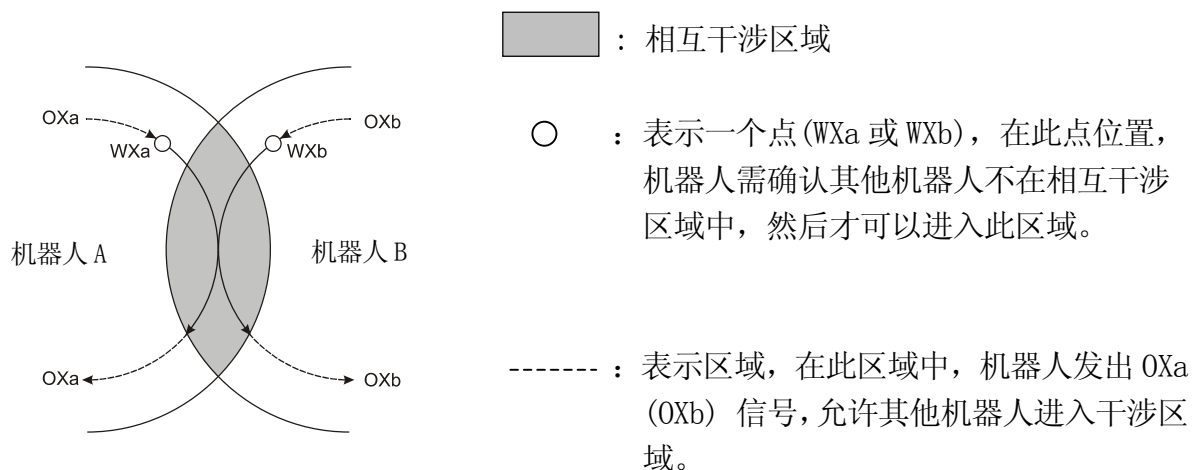 : 相互干涉区域
OXa
OXb
WXa
WXb
: 表示一个点(WXa 或 WXb), 在此点位置,
机器人需确认其他机器人不在相互干涉
区域中, 然后才可以进入此区域。
机器人 A
机器人 B
OXa
OXb
: 表示区域, 在此区域中, 机器人发出 OXa
(OXb) 信号, 允许其他机器人进入干涉区
域。